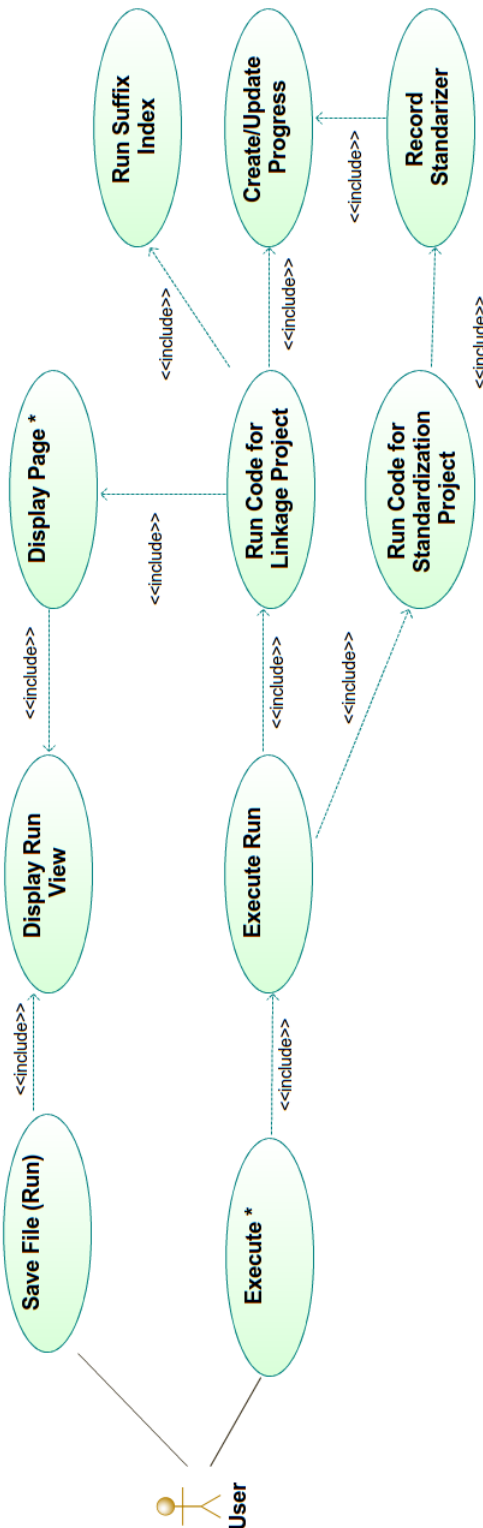 User
Save File (Run)
<<include>>
Display Run
View
<<include>>
Display Page *
<<include>>
Execute *
<<include>>
Execute Run
<<include>>
Run Code for
Linkage Project
<<include>>
Run Suffix
Index
<<include>>
Create/Update
Progress
<<include>>
Run Code for
Standardization
Project
<<include>>
Record
Standarizer
<<include>>